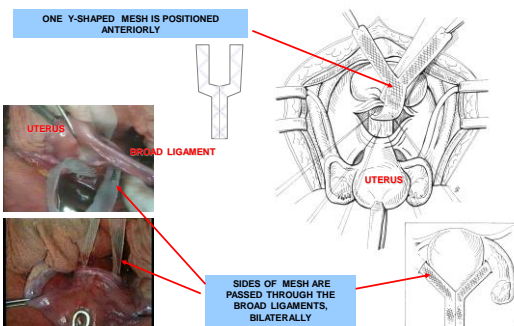 ONE Y-SHAPED MESH IS POSITIONED
ANTERIORLY
UTERUS
BROAD LIGAMENT
UTERUS
SIDES OF MESH ARE
PASSED THROUGH THE
BROAD LIGAMENTS,
BILATERALLY